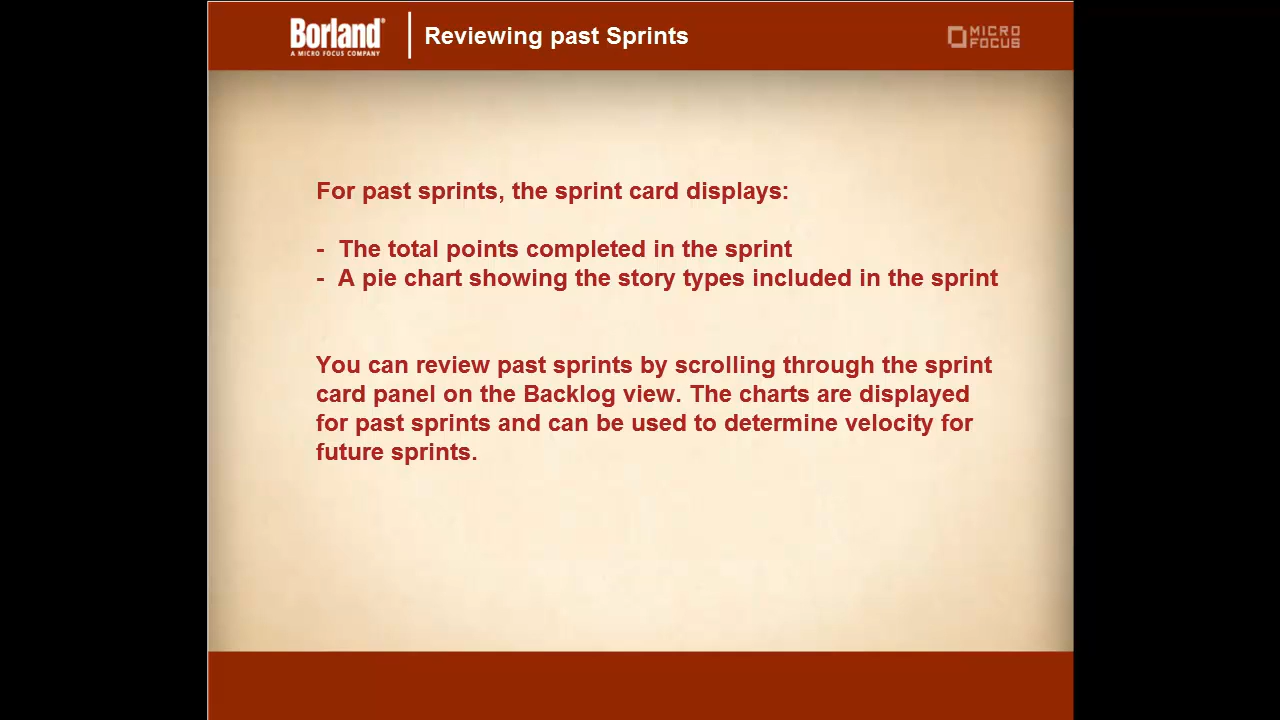 Borland®
A MICRO FOCUS COMPANY
Reviewing past Sprints
MICRO
FOCUS
For past sprints, the sprint card displays:
- The total points completed in the sprint
- A pie chart showing the story types included in the sprint
You can review past sprints by scrolling through the sprint
card panel on the Backlog view. The charts are displayed
for past sprints and can be used to determine velocity for
future sprints.